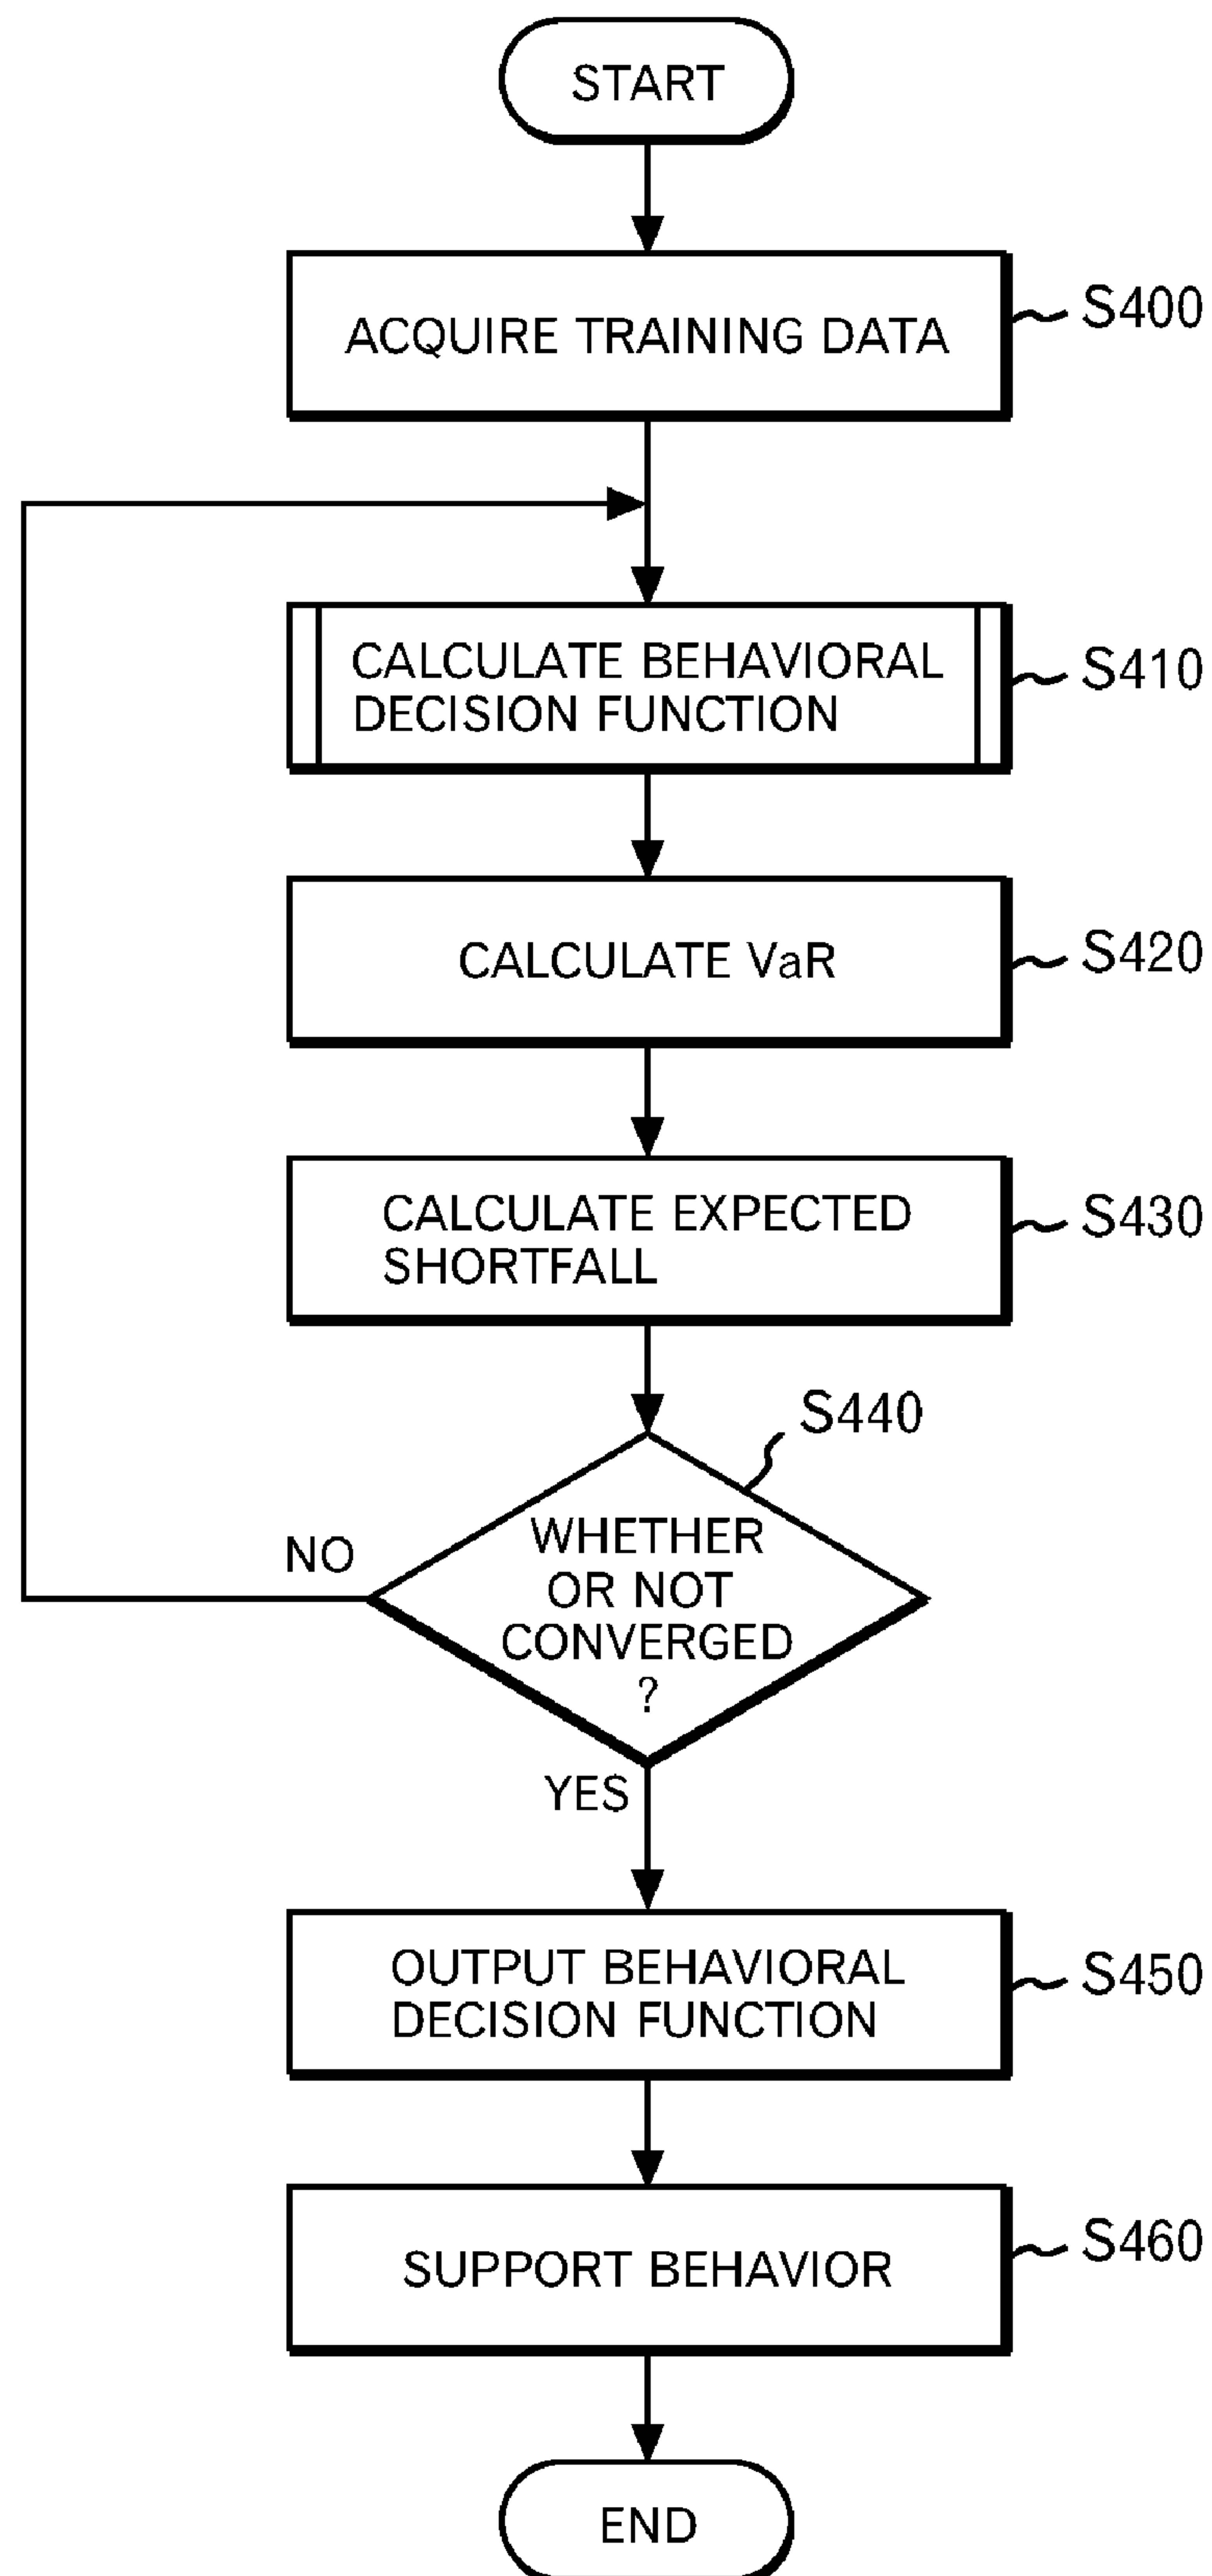 START
ACQUIRE TRAINING DATA
S400
CALCULATE BEHAVIORAL
DECISION FUNCTION
S410
CALCULATE VaR
S420
CALCULATE EXPECTED
SHORTFALL
S430
S440
WHETHER
OR NOT
CONVERGED
?
NO
YES
OUTPUT BEHAVIORAL
DECISION FUNCTION
S450
SUPPORT BEHAVIOR
S460
END